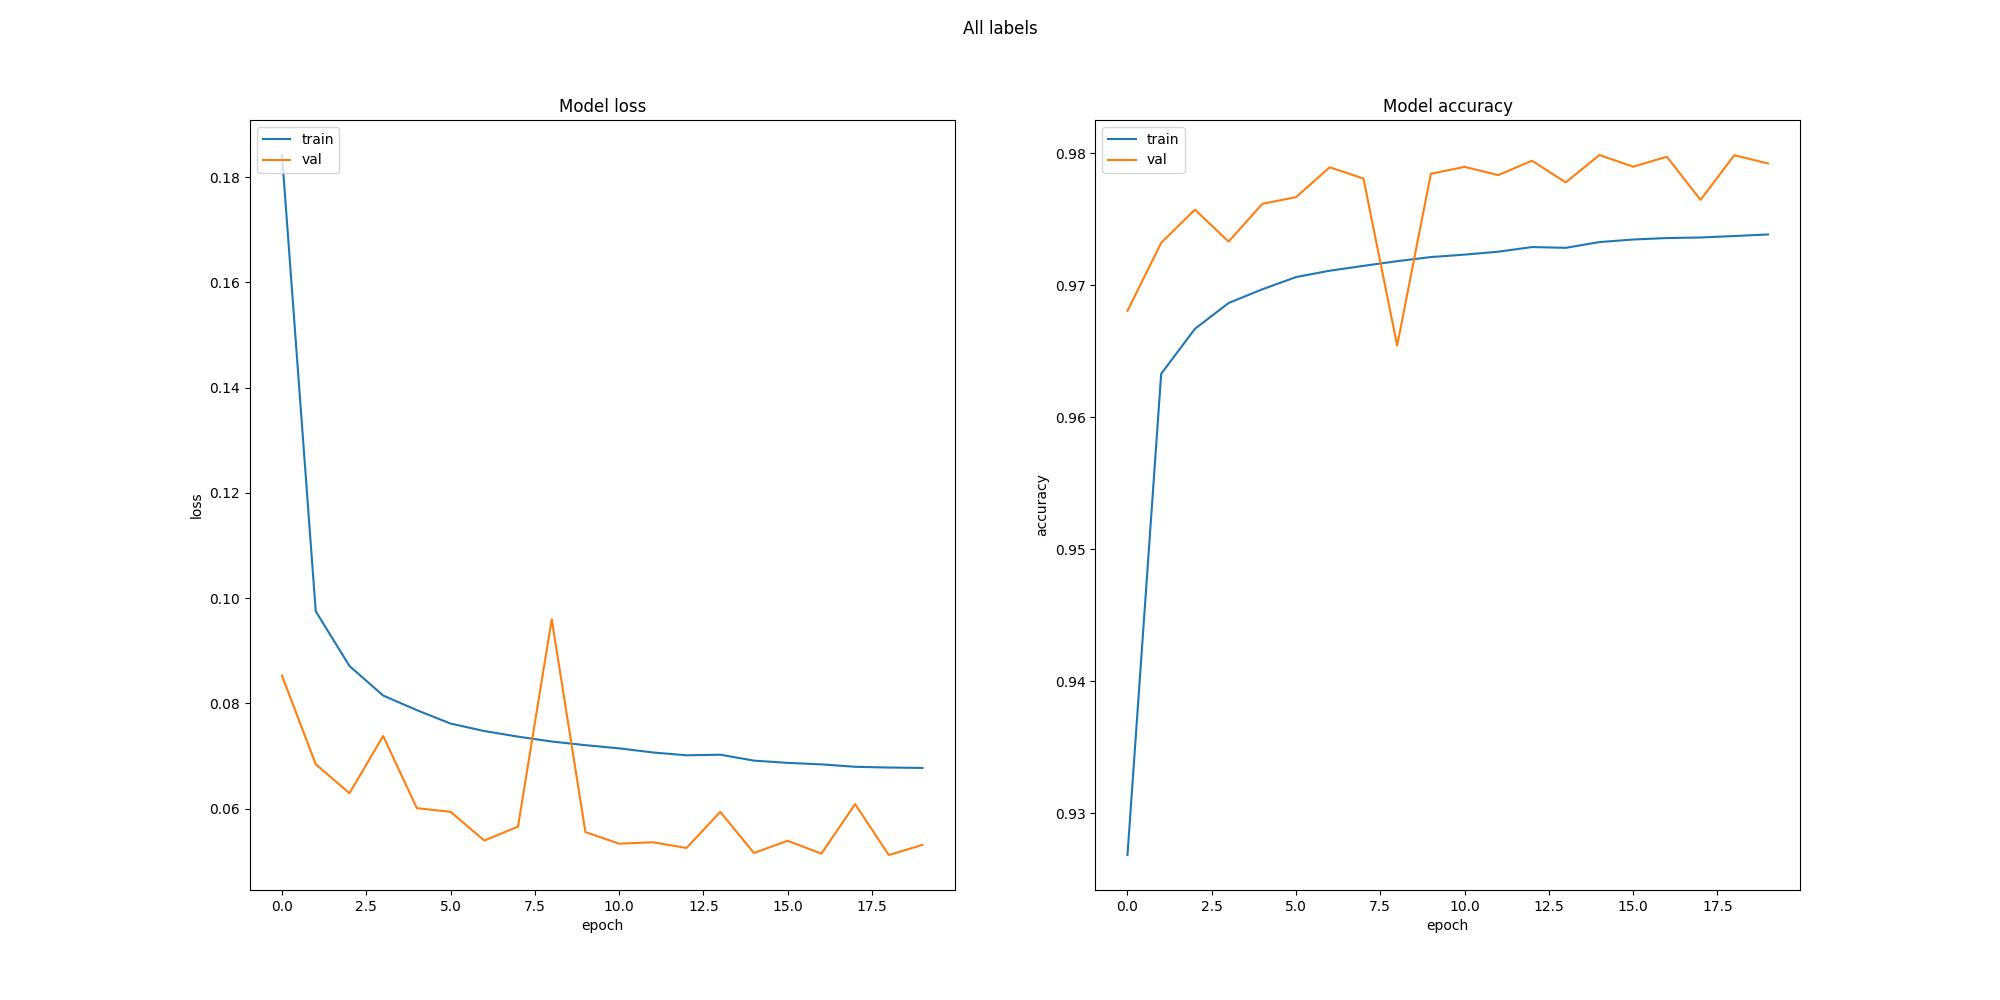 All labels
Model loss
train
val
0.18
0.16
0.14
0.12
0.10
0.08
0.06
loss
0.0 2.5 5.0 7.5 10.0 12.5 15.0 17.5
epoch
Model accuracy
train
val
0.98
0.97
0.96
0.95
0.94
0.93
accuracy
0.0 2.5 5.0 7.5 10.0 12.5 15.0 17.5
epoch